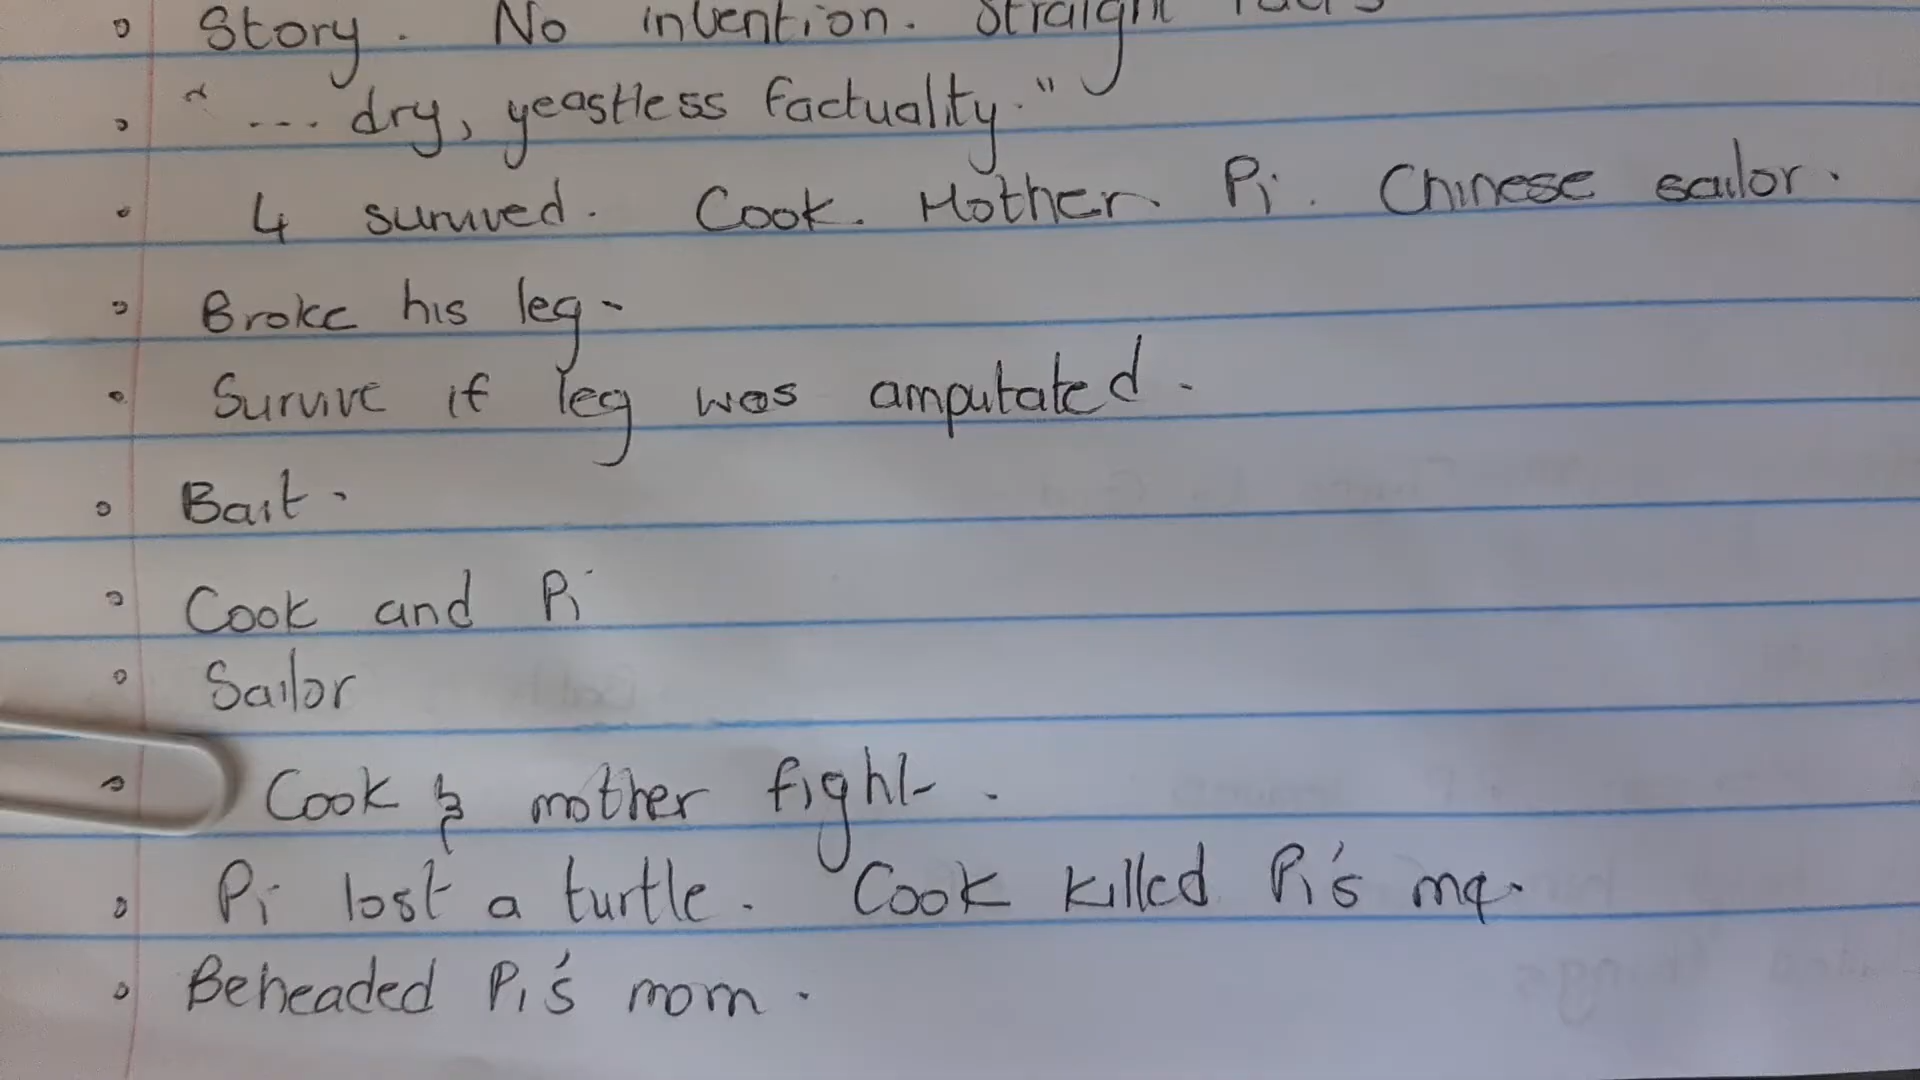 Story. No invention. Straight facts
"... dry, yeastless factuality."
4 survived. Cook. Mother. Pi. Chinese sailor.
Broke his leg.
Survive if leg was amputated.
Bait.
Cook and Pi
Sailor
Cook & mother fight.
Pi lost a turtle. Cook killed Pi's
Beheaded Pi's mom.